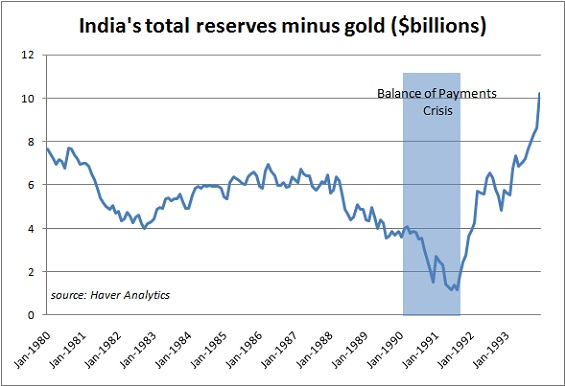 India's total reserves minus gold ($billions)
12
10
8
6
4
2
0
Balance of Payments
Crisis
source: Haver Analytics
Jan-1980
Jan-1981
Jan-1982
Jan-1983
Jan-1984
Jan-1985
Jan-1986
Jan-1987
Jan-1988
Jan-1989
Jan-1990
Jan-1991
Jan-1992
Jan-1993